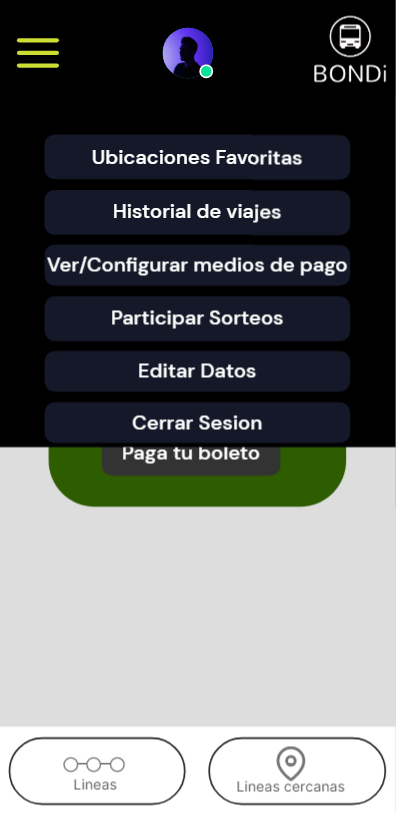 BONDi
Ubicaciones Favoritas
Historial de viajes
Ver/Configurar medios de pago
Participar Sorteos
Editar Datos
Cerrar Sesion
Paga tu boleto
Lineas
Lineas cercanas